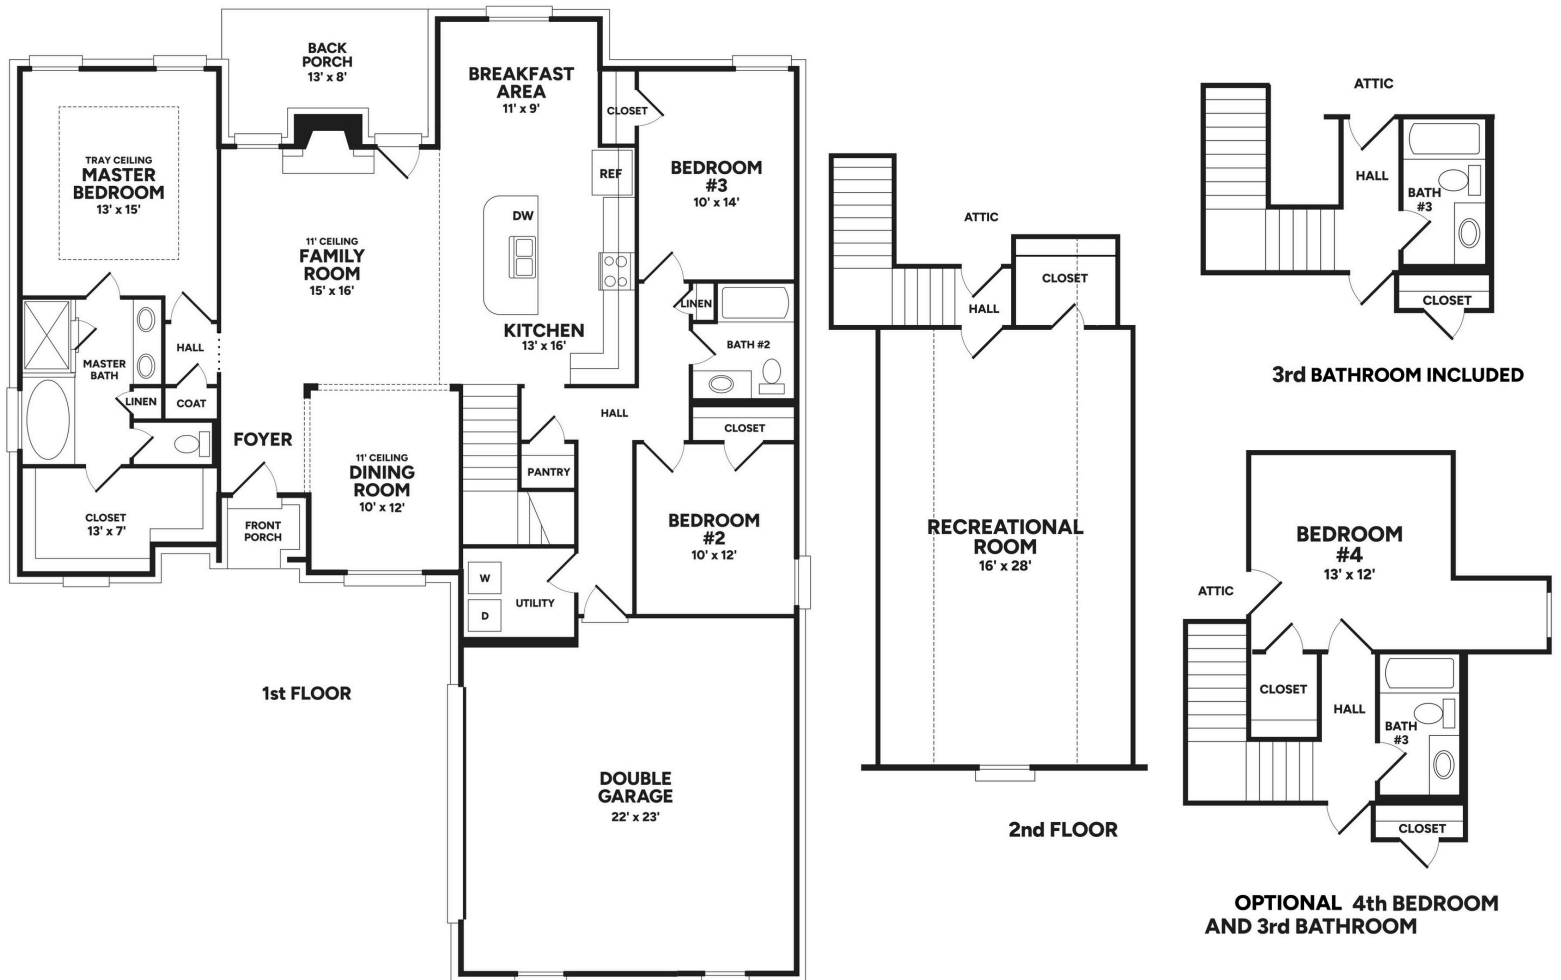 BACK
PORCH
13' x 8'
BREAKFAST
AREA
11' x 9'
CLOSET
TRAY CEILING
MASTER
BEDROOM
13' x 15'
BEDROOM
#3
10' x 14'
REF
DW
11' CEILING
FAMILY
ROOM
15' x 16'
KITCHEN
13' x 16'
LINEN
BATH #2
HALL
MASTER
BATH
LINEN
COAT
FOYER
HALL
CLOSET
11' CEILING
DINING
ROOM
10' x 12'
PANTRY
CLOSET
13' x 7'
FRONT
PORCH
BEDROOM
#2
10' x 12'
W
D
UTILITY
1st FLOOR
DOUBLE
GARAGE
22' x 23'
ATTIC
CLOSET
HALL
RECREATIONAL
ROOM
16' x 28'
2nd FLOOR
ATTIC
HALL
BATH
#3
CLOSET
3rd BATHROOM INCLUDED
BEDROOM
#4
13' x 12'
ATTIC
CLOSET
HALL
BATH
#3
CLOSET
OPTIONAL 4th BEDROOM
AND 3rd BATHROOM